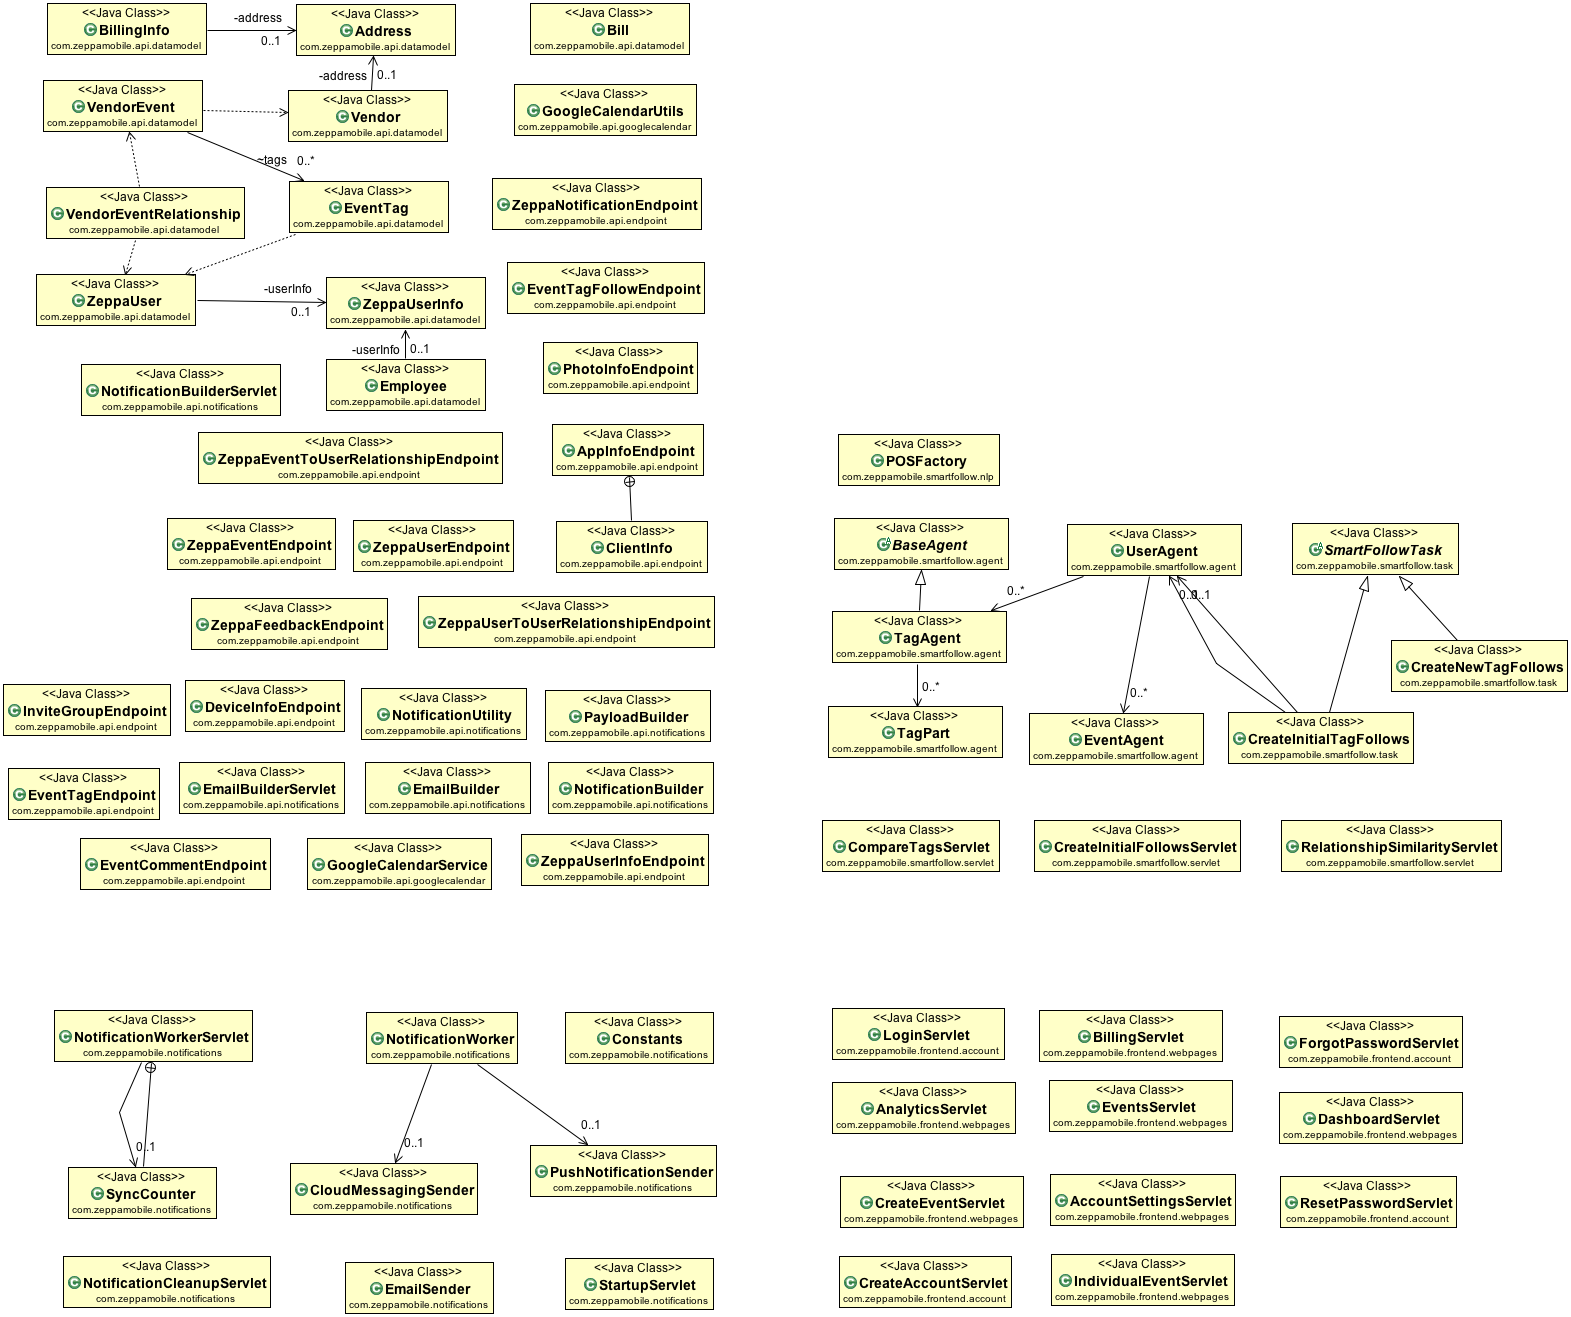 <<Java Class>>
BillingInfo
com.zeppamobile.api.datamodel
-address
0..1
<<Java Class>>
Address
com.zeppamobile.api.datamodel
<<Java Class>>
Bill
com.zeppamobile.api.datamodel
-address
0..1
<<Java Class>>
VendorEvent
com.zeppamobile.api.datamodel
<<Java Class>>
Vendor
com.zeppamobile.api.datamodel
<<Java Class>>
GoogleCalendarUtils
com.zeppamobile.api.googlecalendar
~tags
0..*
<<Java Class>>
VendorEventRelationship
com.zeppamobile.api.datamodel
<<Java Class>>
EventTag
com.zeppamobile.api.datamodel
<<Java Class>>
ZeppaNotificationEndpoint
com.zeppamobile.api.endpoint
<<Java Class>>
ZeppaUser
com.zeppamobile.api.datamodel
-userInfo
0..1
<<Java Class>>
ZeppaUserInfo
com.zeppamobile.api.datamodel
<<Java Class>>
EventTagFollowEndpoint
com.zeppamobile.api.endpoint
-userInfo
0..1
<<Java Class>>
NotificationBuilderServlet
com.zeppamobile.api.notifications
<<Java Class>>
Employee
com.zeppamobile.api.datamodel
<<Java Class>>
PhotoInfoEndpoint
com.zeppamobile.api.endpoint
<<Java Class>>
ZeppaEventToUserRelationshipEndpoint
com.zeppamobile.api.endpoint
<<Java Class>>
AppInfoEndpoint
com.zeppamobile.api.endpoint
<<Java Class>>
ZeppaEventEndpoint
com.zeppamobile.api.endpoint
<<Java Class>>
ZeppaUserEndpoint
com.zeppamobile.api.endpoint
<<Java Class>>
ClientInfo
com.zeppamobile.api.endpoint
<<Java Class>>
ZeppaFeedbackEndpoint
com.zeppamobile.api.endpoint
<<Java Class>>
ZeppaUserToUserRelationshipEndpoint
com.zeppamobile.api.endpoint
<<Java Class>>
InviteGroupEndpoint
com.zeppamobile.api.endpoint
<<Java Class>>
DeviceInfoEndpoint
com.zeppamobile.api.endpoint
<<Java Class>>
NotificationUtility
com.zeppamobile.api.notifications
<<Java Class>>
PayloadBuilder
com.zeppamobile.api.notifications
<<Java Class>>
EventTagEndpoint
com.zeppamobile.api.endpoint
<<Java Class>>
EmailBuilderServlet
com.zeppamobile.api.notifications
<<Java Class>>
EmailBuilder
com.zeppamobile.api.notifications
<<Java Class>>
NotificationBuilder
com.zeppamobile.api.notifications
<<Java Class>>
EventCommentEndpoint
com.zeppamobile.api.endpoint
<<Java Class>>
GoogleCalendarService
com.zeppamobile.api.googlecalendar
<<Java Class>>
ZeppaUserInfoEndpoint
com.zeppamobile.api.endpoint
<<Java Class>>
POSFactory
com.zeppamobile.smartfollow.nlp
<<Java Class>>
BaseAgent
com.zeppamobile.smartfollow.agent
<<Java Class>>
UserAgent
com.zeppamobile.smartfollow.agent
<<Java Class>>
SmartFollowTask
com.zeppamobile.smartfollow.task
0..*
0..1
0..1
<<Java Class>>
TagAgent
com.zeppamobile.smartfollow.agent
<<Java Class>>
CreateNewTagFollows
com.zeppamobile.smartfollow.task
0..*
0..*
<<Java Class>>
TagPart
com.zeppamobile.smartfollow.agent
<<Java Class>>
EventAgent
com.zeppamobile.smartfollow.agent
<<Java Class>>
CreateInitialTagFollows
com.zeppamobile.smartfollow.task
<<Java Class>>
CompareTagsServlet
com.zeppamobile.smartfollow.servlet
<<Java Class>>
CreateInitialFollowsServlet
com.zeppamobile.smartfollow.servlet
<<Java Class>>
RelationshipSimilarityServlet
com.zeppamobile.smartfollow.servlet
<<Java Class>>
NotificationWorkerServlet
com.zeppamobile.notifications
<<Java Class>>
NotificationWorker
com.zeppamobile.notifications
<<Java Class>>
Constants
com.zeppamobile.notifications
0..1
0..1
0..1
<<Java Class>>
SyncCounter
com.zeppamobile.notifications
<<Java Class>>
CloudMessagingSender
com.zeppamobile.notifications
<<Java Class>>
PushNotificationSender
com.zeppamobile.notifications
<<Java Class>>
NotificationCleanupServlet
com.zeppamobile.notifications
<<Java Class>>
EmailSender
com.zeppamobile.notifications
<<Java Class>>
StartupServlet
com.zeppamobile.notifications
<<Java Class>>
LoginServlet
com.zeppamobile.frontend.account
<<Java Class>>
BillingServlet
com.zeppamobile.frontend.webpages
<<Java Class>>
ForgotPasswordServlet
com.zeppamobile.frontend.account
<<Java Class>>
AnalyticsServlet
com.zeppamobile.frontend.webpages
<<Java Class>>
EventsServlet
com.zeppamobile.frontend.webpages
<<Java Class>>
DashboardServlet
com.zeppamobile.frontend.webpages
<<Java Class>>
CreateEventServlet
com.zeppamobile.frontend.webpages
<<Java Class>>
AccountSettingsServlet
com.zeppamobile.frontend.webpages
<<Java Class>>
ResetPasswordServlet
com.zeppamobile.frontend.account
<<Java Class>>
CreateAccountServlet
com.zeppamobile.frontend.account
<<Java Class>>
IndividualEventServlet
com.zeppamobile.frontend.webpages